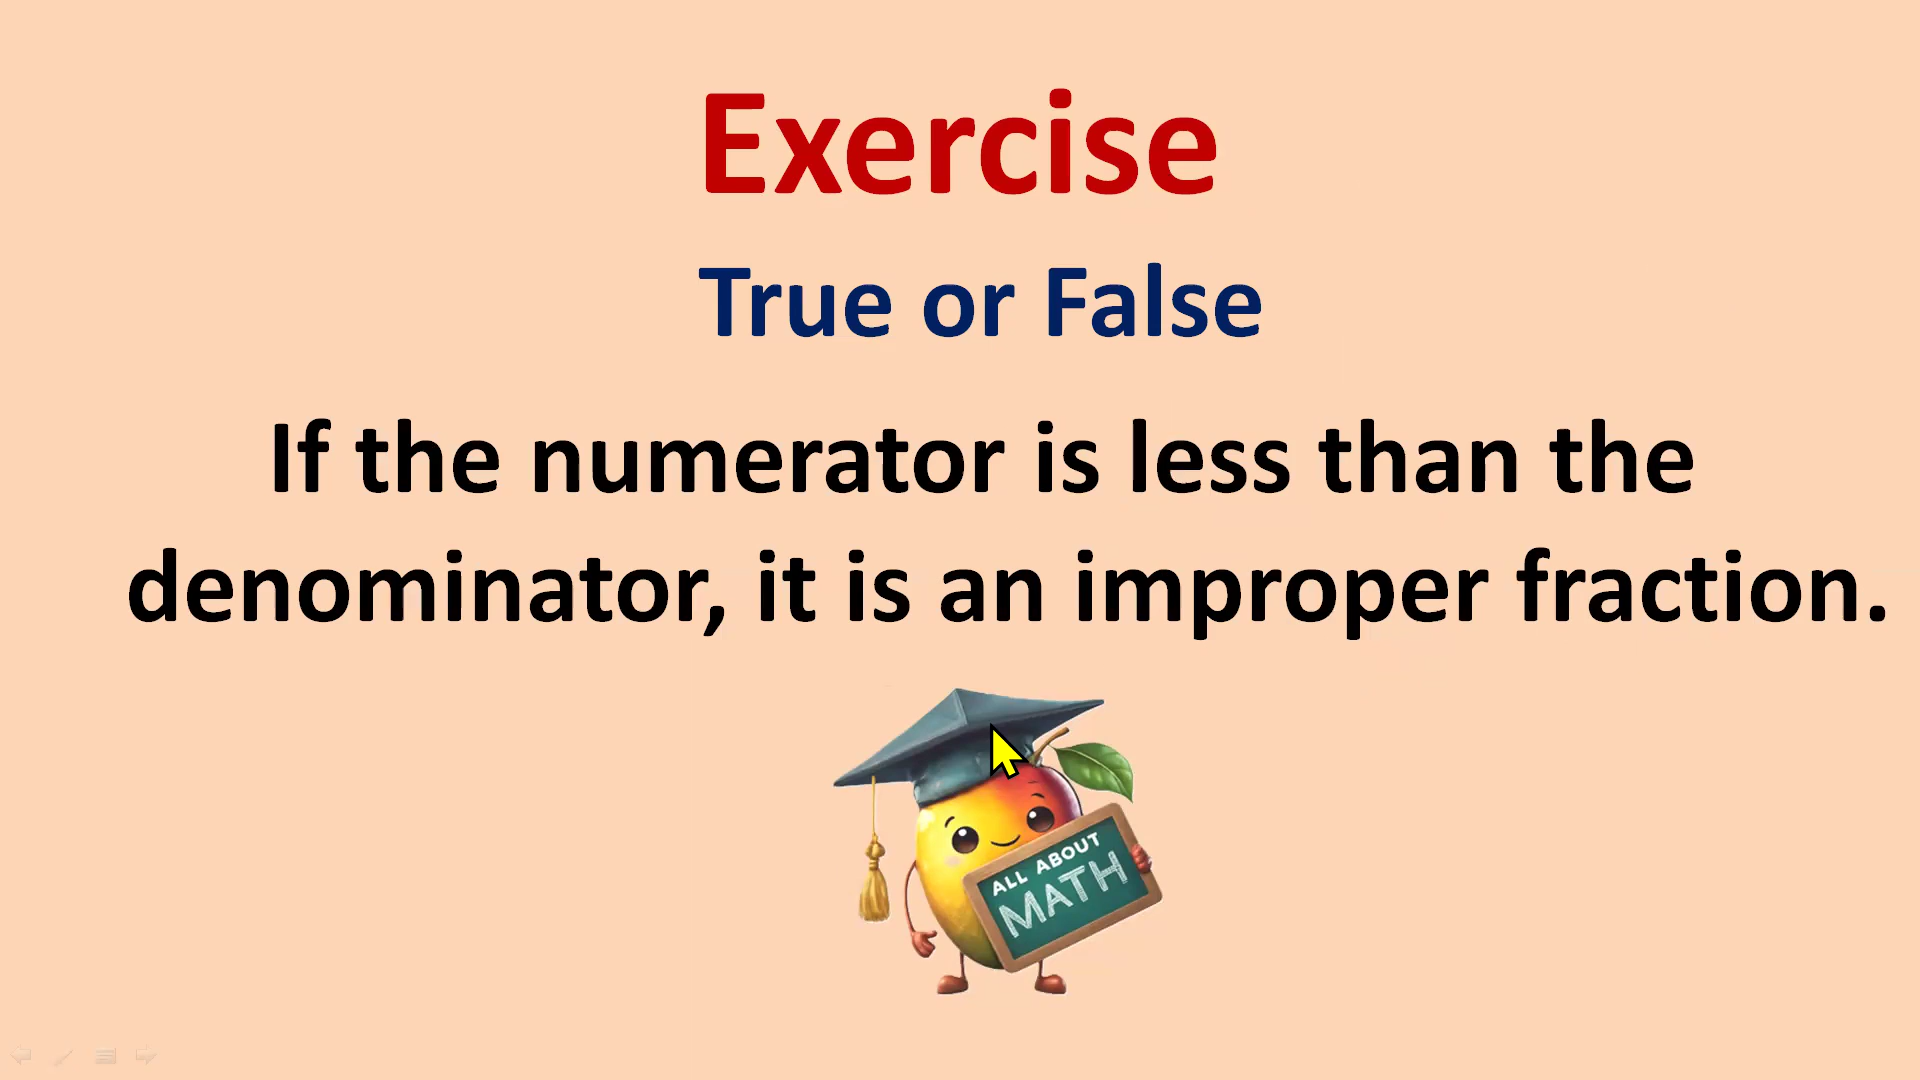 Exercise
True or False
If the numerator is less than the
denominator, it is an improper fraction.
ALL ABOUT
MATH